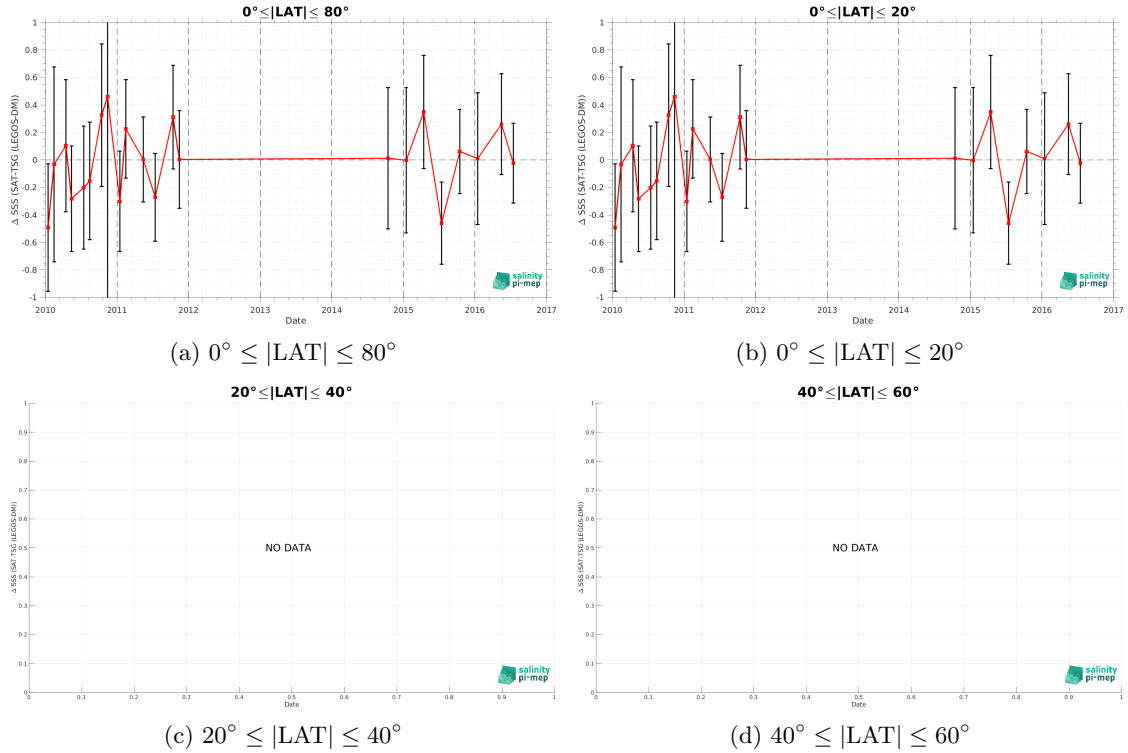 0°≤|LAT|≤ 80°
1
0.8
0.6
0.4
0.2
0
-0.2
-0.4
-0.6
-0.8
-1
Δ SSS (SAT-TSG (LEGOS-DM))
2010 2011 2012 2013 2014 2015 2016 2017
Date
salinity
pi-mep
(a) 0° ≤ |LAT| ≤ 80°
0°≤|LAT|≤ 20°
1
0.8
0.6
0.4
0.2
0
-0.2
-0.4
-0.6
-0.8
-1
Δ SSS (SAT-TSG (LEGOS-DM))
2010 2011 2012 2013 2014 2015 2016 2017
Date
salinity
pi-mep
(b) 0° ≤ |LAT| ≤ 20°
20°≤|LAT|≤ 40°
1
0.9
0.8
0.7
0.6
0.5
0.4
0.3
0.2
0.1
0
Δ SSS (SAT-TSG (LEGOS-DM))
NO DATA
0 0.1 0.2 0.3 0.4 0.5 0.6 0.7 0.8 0.9 1
Date
salinity
pi-mep
(c) 20° ≤ |LAT| ≤ 40°
40°≤|LAT|≤ 60°
1
0.9
0.8
0.7
0.6
0.5
0.4
0.3
0.2
0.1
0
Δ SSS (SAT-TSG (LEGOS-DM))
NO DATA
0 0.1 0.2 0.3 0.4 0.5 0.6 0.7 0.8 0.9 1
Date
salinity
pi-mep
(d) 40° ≤ |LAT| ≤ 60°